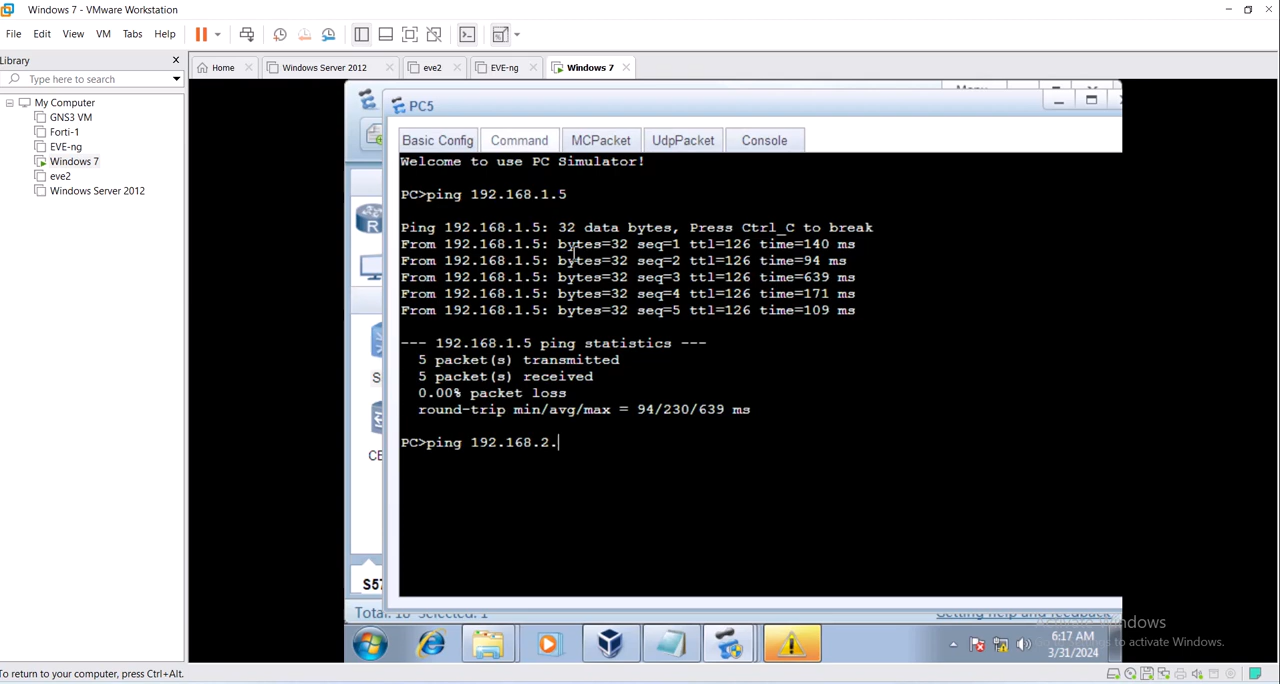 Windows 7 - VMware Workstation
File Edit View VM Tabs Help
Library
Type here to search
My Computer
GNS3 VM
Forti-1
EVE-ng
Windows 7
eve2
Windows Server 2012
Home Windows Server 2012 eve2 EVE-ng Windows 7
PC5
Basic Config Command MCPacket UdpPacket Console
Welcome to use PC Simulator!
PC>ping 192.168.1.5
Ping 192.168.1.5: 32 data bytes, Press Ctrl_C to break
From 192.168.1.5: bytes=32 seq=1 ttl=126 time=140 ms
From 192.168.1.5: bytes=32 seq=2 ttl=126 time=94 ms
From 192.168.1.5: bytes=32 seq=3 ttl=126 time=639 ms
From 192.168.1.5: bytes=32 seq=4 ttl=126 time=171 ms
From 192.168.1.5: bytes=32 seq=5 ttl=126 time=109 ms
--- 192.168.1.5 ping statistics ---
5 packet(s) transmitted
5 packet(s) received
0.00% packet loss
round-trip min/avg/max = 94/230/639 ms
PC>ping 192.168.2.
R
S
CE
S57
Total: 18 Selected: 1 Getting help and feedback
Activate Windows
to activate Windows.
6:17 AM
3/31/2024
To return to your computer, press Ctrl+Alt.